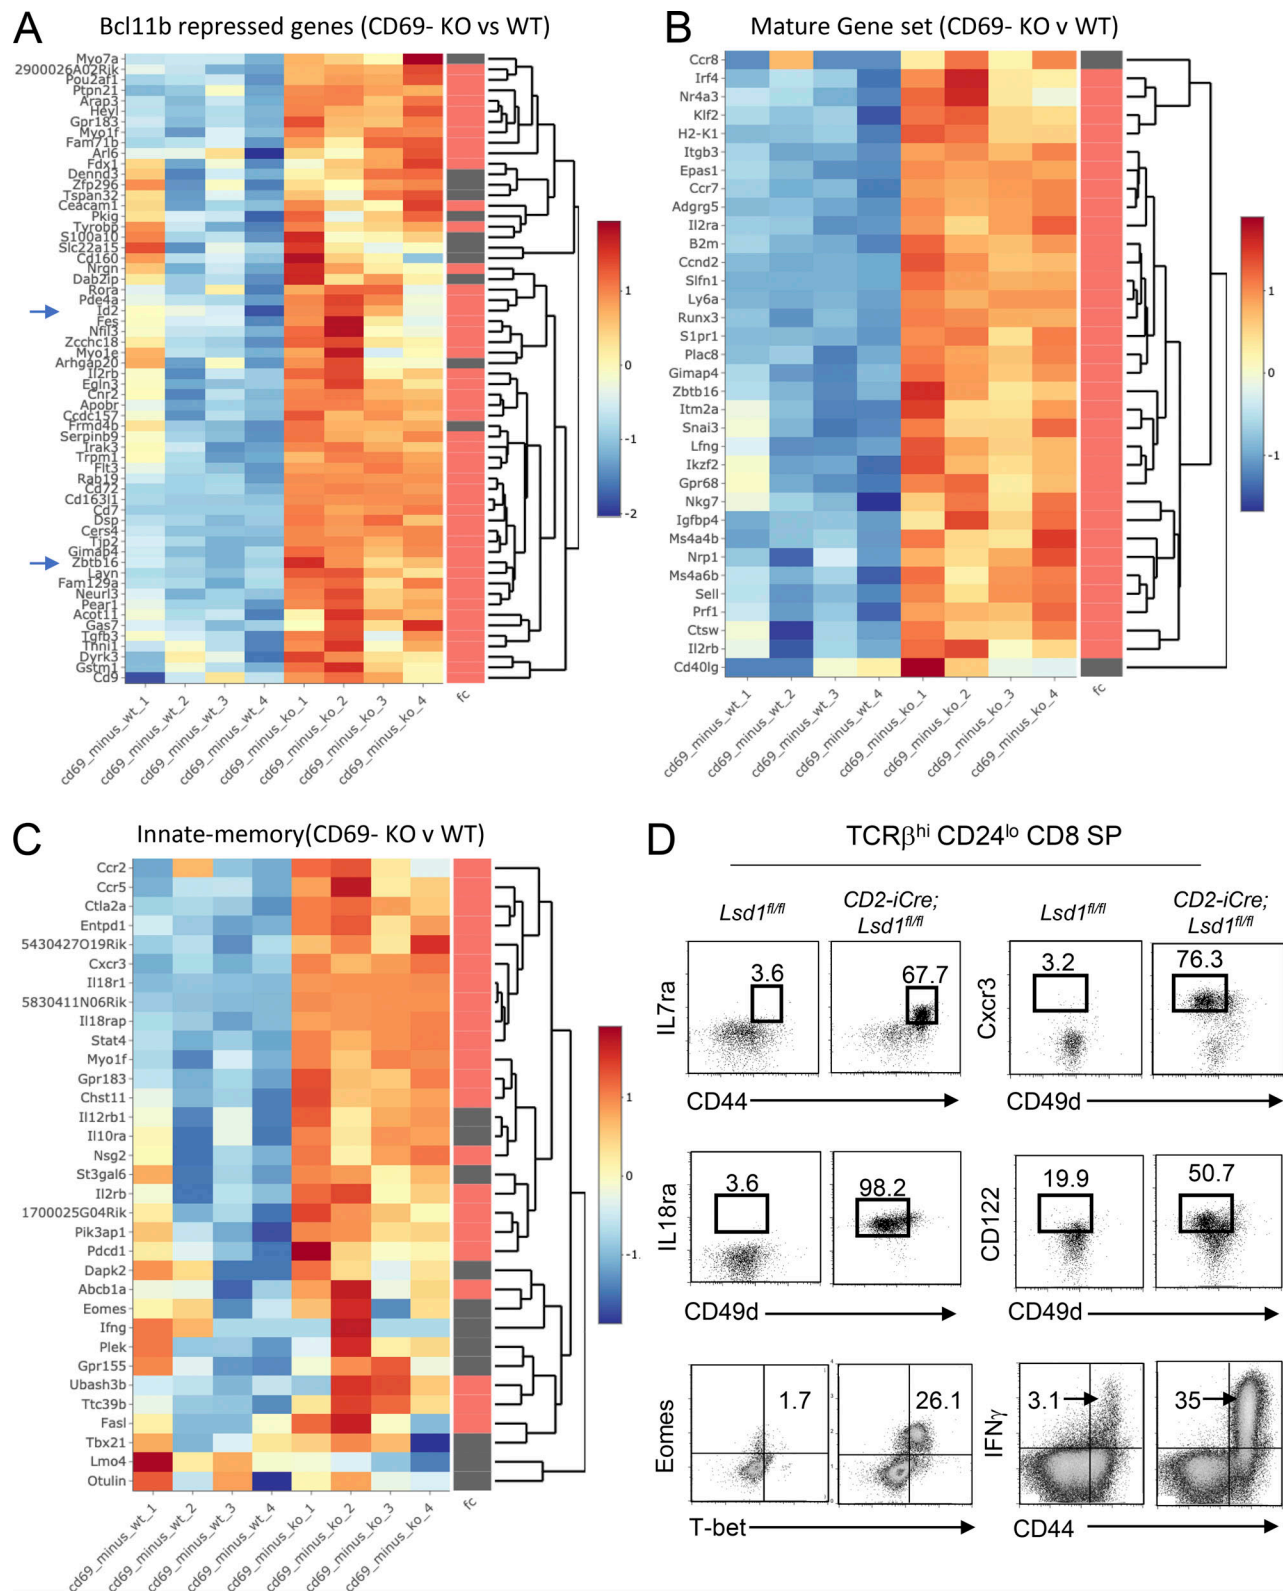 A
Bcl11b repressed genes (CD69- KO vs WT)
Myo7a
2900026A02Rik
Pou2af1
Ptpn21
Arap3
Heyl
Gpr183
Myo1f
Fam71b
Arl6
Fdx1
Dennd3
Zfp296
Tspan32
Ceacam1
Pkig
Tyrobp
S100a10
Slc22a15
Cd160
Nrgn
Dab2ip
Rora
Pde4a
Id2
Fes
Nfil3
Zcchc18
Myo1e
Arhgap20
Il2rb
Egln3
Cnr2
Apobr
Ccdc157
Frmd4b
Serpinb9
Irak3
Trpm1
Flt3
Rab19
Cd72
Cd163l1
Cd7
Dsp
Cers4
Tjp2
Gimap4
Zbtb16
Layn
Fam129a
Neurl3
Pear1
Acot11
Gas7
Tgfb3
Thnl1
Dyrk3
Gstm1
Cd9
cd69_minus_wt_1
cd69_minus_wt_2
cd69_minus_wt_3
cd69_minus_wt_4
cd69_minus_ko_1
cd69_minus_ko_2
cd69_minus_ko_3
cd69_minus_ko_4
fc
1
0
-1
-2
B
Mature Gene set (CD69- KO v WT)
Ccr8
Irf4
Nr4a3
Klf2
H2-K1
Itgb3
Epas1
Ccr7
Adgrg5
Il2ra
B2m
Ccnd2
Slfn1
Ly6a
Runx3
S1pr1
Plac8
Gimap4
Zbtb16
Itm2a
Snai3
Lfng
Ikzf2
Gpr68
Nkg7
Igfbp4
Ms4a4b
Nrp1
Ms4a6b
Sell
Prf1
Ctsw
Il2rb
Cd40lg
cd69_minus_wt_1
cd69_minus_wt_2
cd69_minus_wt_3
cd69_minus_wt_4
cd69_minus_ko_1
cd69_minus_ko_2
cd69_minus_ko_3
cd69_minus_ko_4
fc
1
0
-1
C
Innate-memory(CD69- KO v WT)
Ccr2
Ccr5
Ctla2a
Entpd1
5430427O19Rik
Cxcr3
Il18r1
5830411N06Rik
Il18rap
Stat4
Myo1f
Gpr183
Chst11
Il12rb1
Il10ra
Nsg2
St3gal6
Il2rb
1700025G04Rik
Pik3ap1
Pdcd1
Dapk2
Abcb1a
Eomes
Ifng
Plek
Gpr155
Ubash3b
Ttc39b
Fasl
Tbx21
Lmo4
Otulin
cd69_minus_wt_1
cd69_minus_wt_2
cd69_minus_wt_3
cd69_minus_wt_4
cd69_minus_ko_1
cd69_minus_ko_2
cd69_minus_ko_3
cd69_minus_ko_4
fc
1
0
-1
D
TCRβhi CD24lo CD8 SP
Lsd1fl/fl
CD2-iCre;
Lsd1fl/fl
Lsd1fl/fl
CD2-iCre;
Lsd1fl/fl
IL7ra
3.6
67.7
CD44
Cxcr3
3.2
76.3
CD49d
IL18ra
3.6
98.2
CD49d
CD122
19.9
50.7
CD49d
Eomes
1.7
26.1
T-bet
IFNγ
3.1
35
CD44